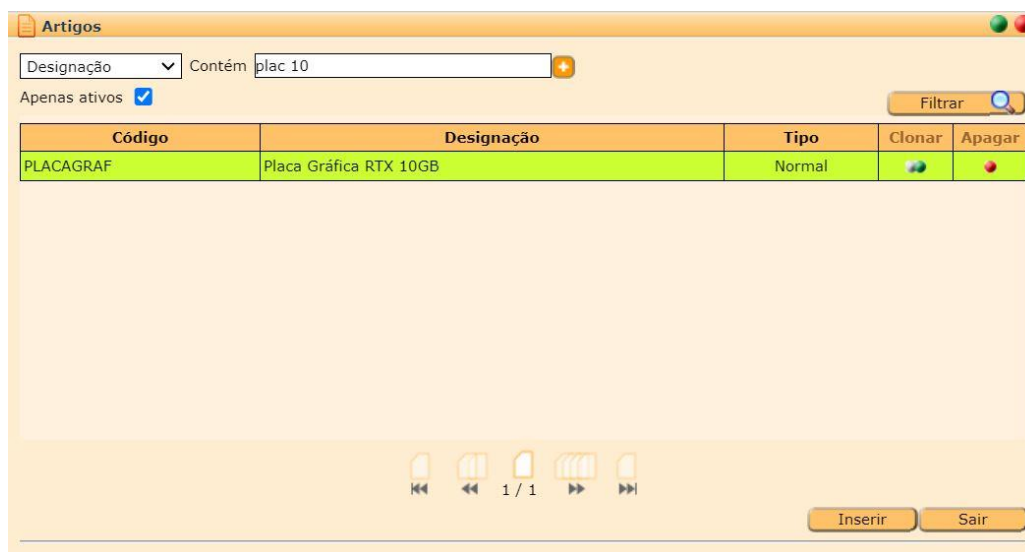 Artigos
Designação Contém plac 10
Apenas ativos
Filtrar
Código Designação Tipo Clonar Apagar
PLACAGRAF Placa Gráfica RTX 10GB Normal
1 / 1
Inserir Sair